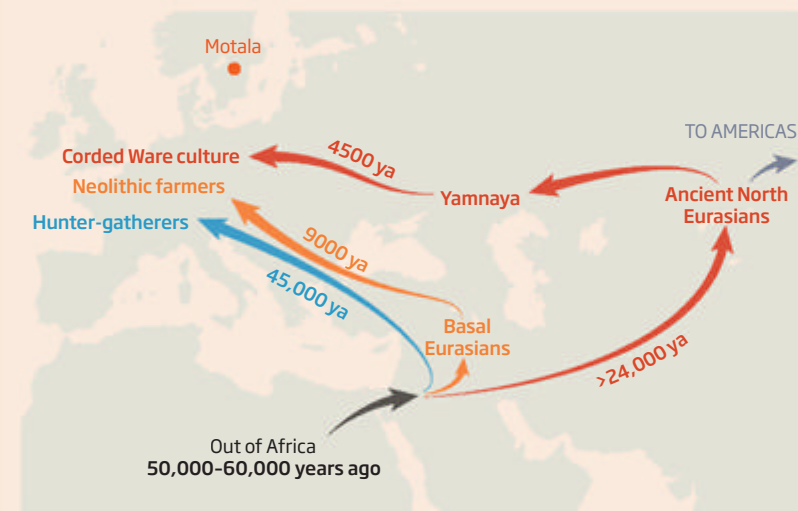 Motala
TO AMERICAS
4500 ya
Corded Ware culture
Neolithic farmers
Yamnaya
Ancient North
Eurasians
Hunter-gatherers
9000 ya
45,000 ya
Basal
Eurasians
>24,000 ya
Out of Africa
50,000–60,000 years ago